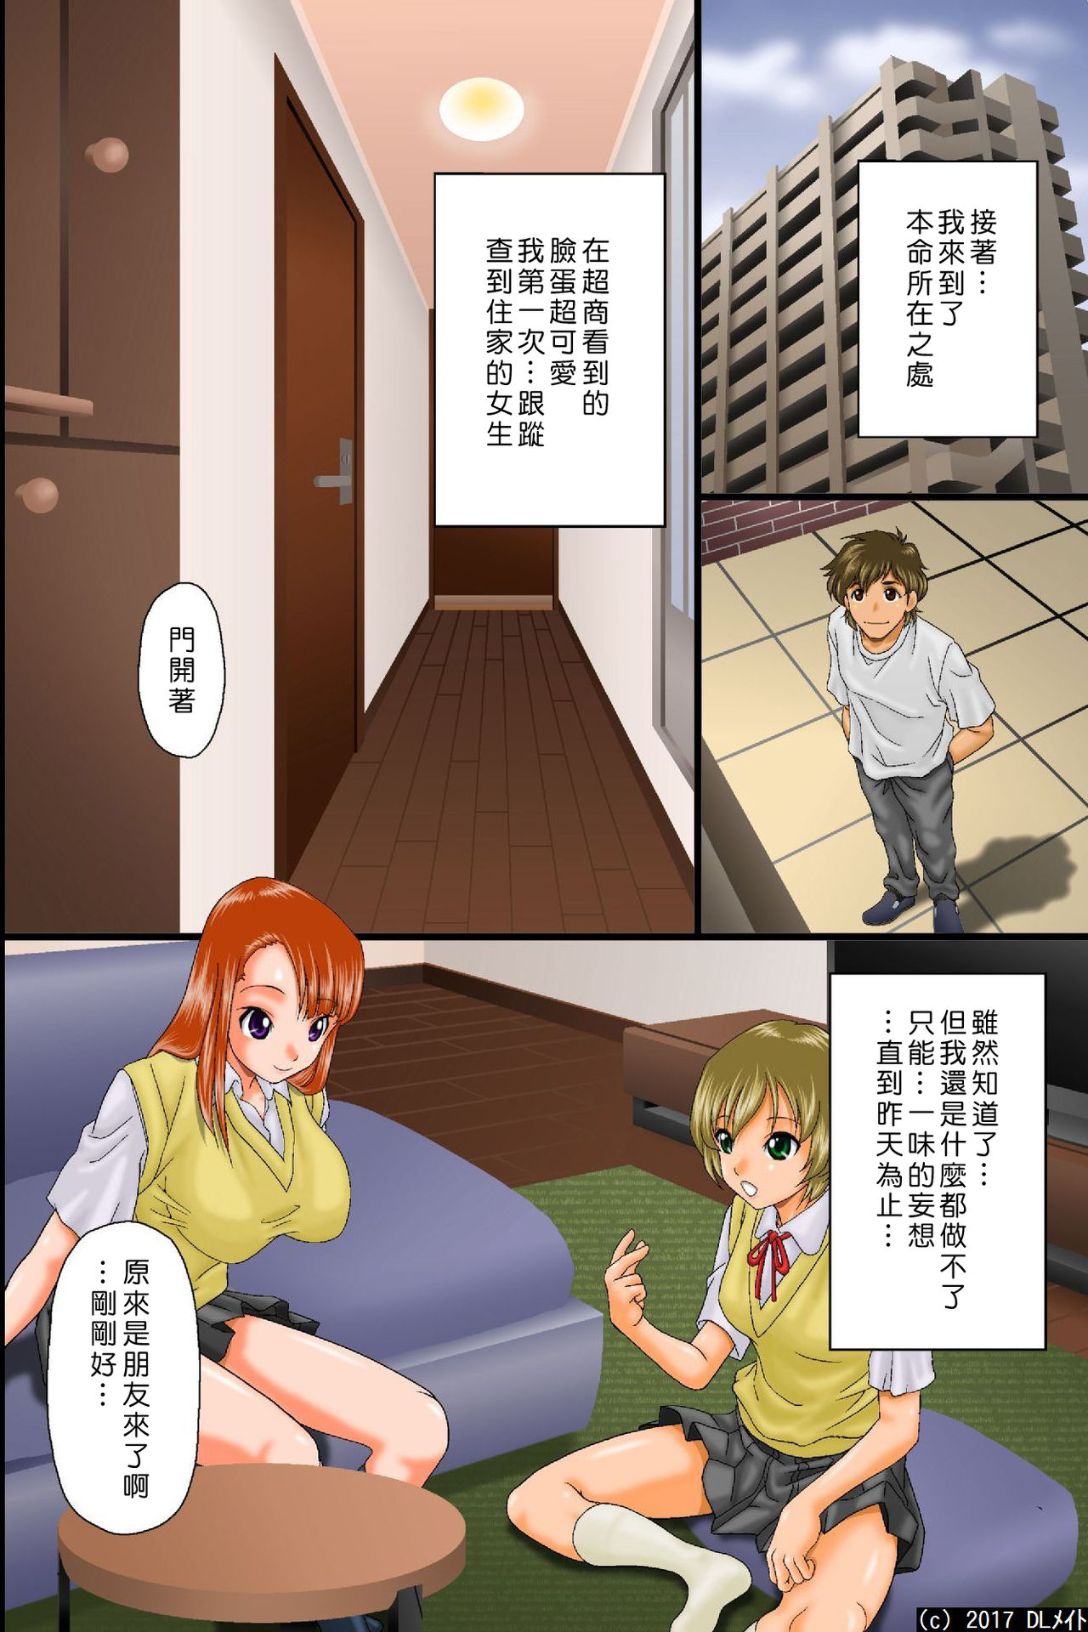 接著…
我來到了
本命所在之處
在超商看到的
臉蛋超可愛
我第一次…跟蹤
查到住家的女生
門開著
雖然知道了…
但我還是什麼都做不了
只能…一味的妄想
…直到昨天為止…
原來是朋友來了啊
…剛剛好…
(c) 2017 DLﾒｲﾄ